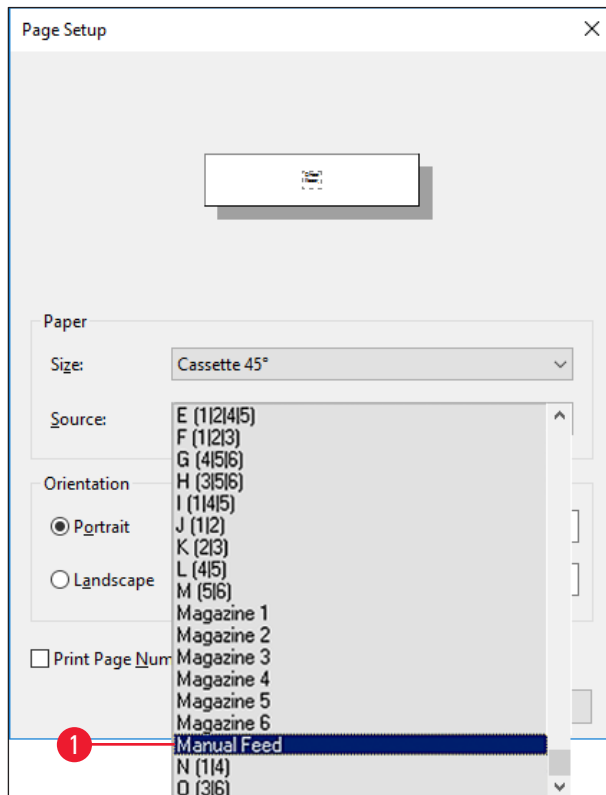 Page Setup
Paper
Size:
Cassette 45°
Source:
E (1|2|4|5)
F (1|2|3)
G (4|5|6)
H (3|5|6)
I (1|4|5)
J (1|2)
K (2|3)
L (4|5)
M (5|6)
Magazine 1
Magazine 2
Magazine 3
Magazine 4
Magazine 5
Magazine 6
Manual Feed
N (1|4)
O (3|6)
Orientation
Portrait
Landscape
Print Page Num
1